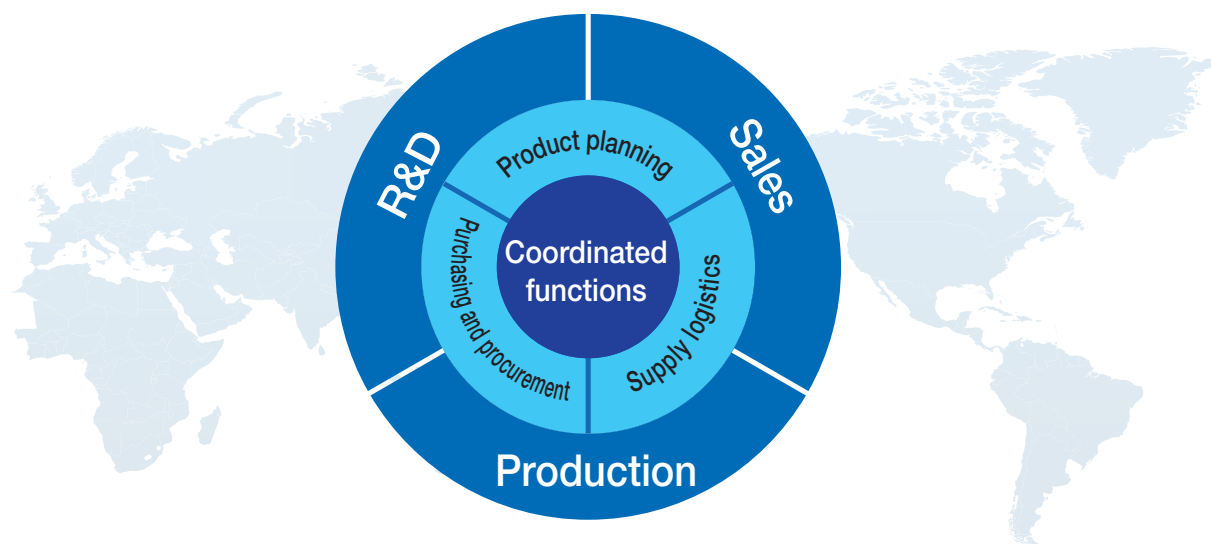 R&D
Sales
Product planning
Purchasing and procurement
Coordinated
functions
Supply logistics
Production